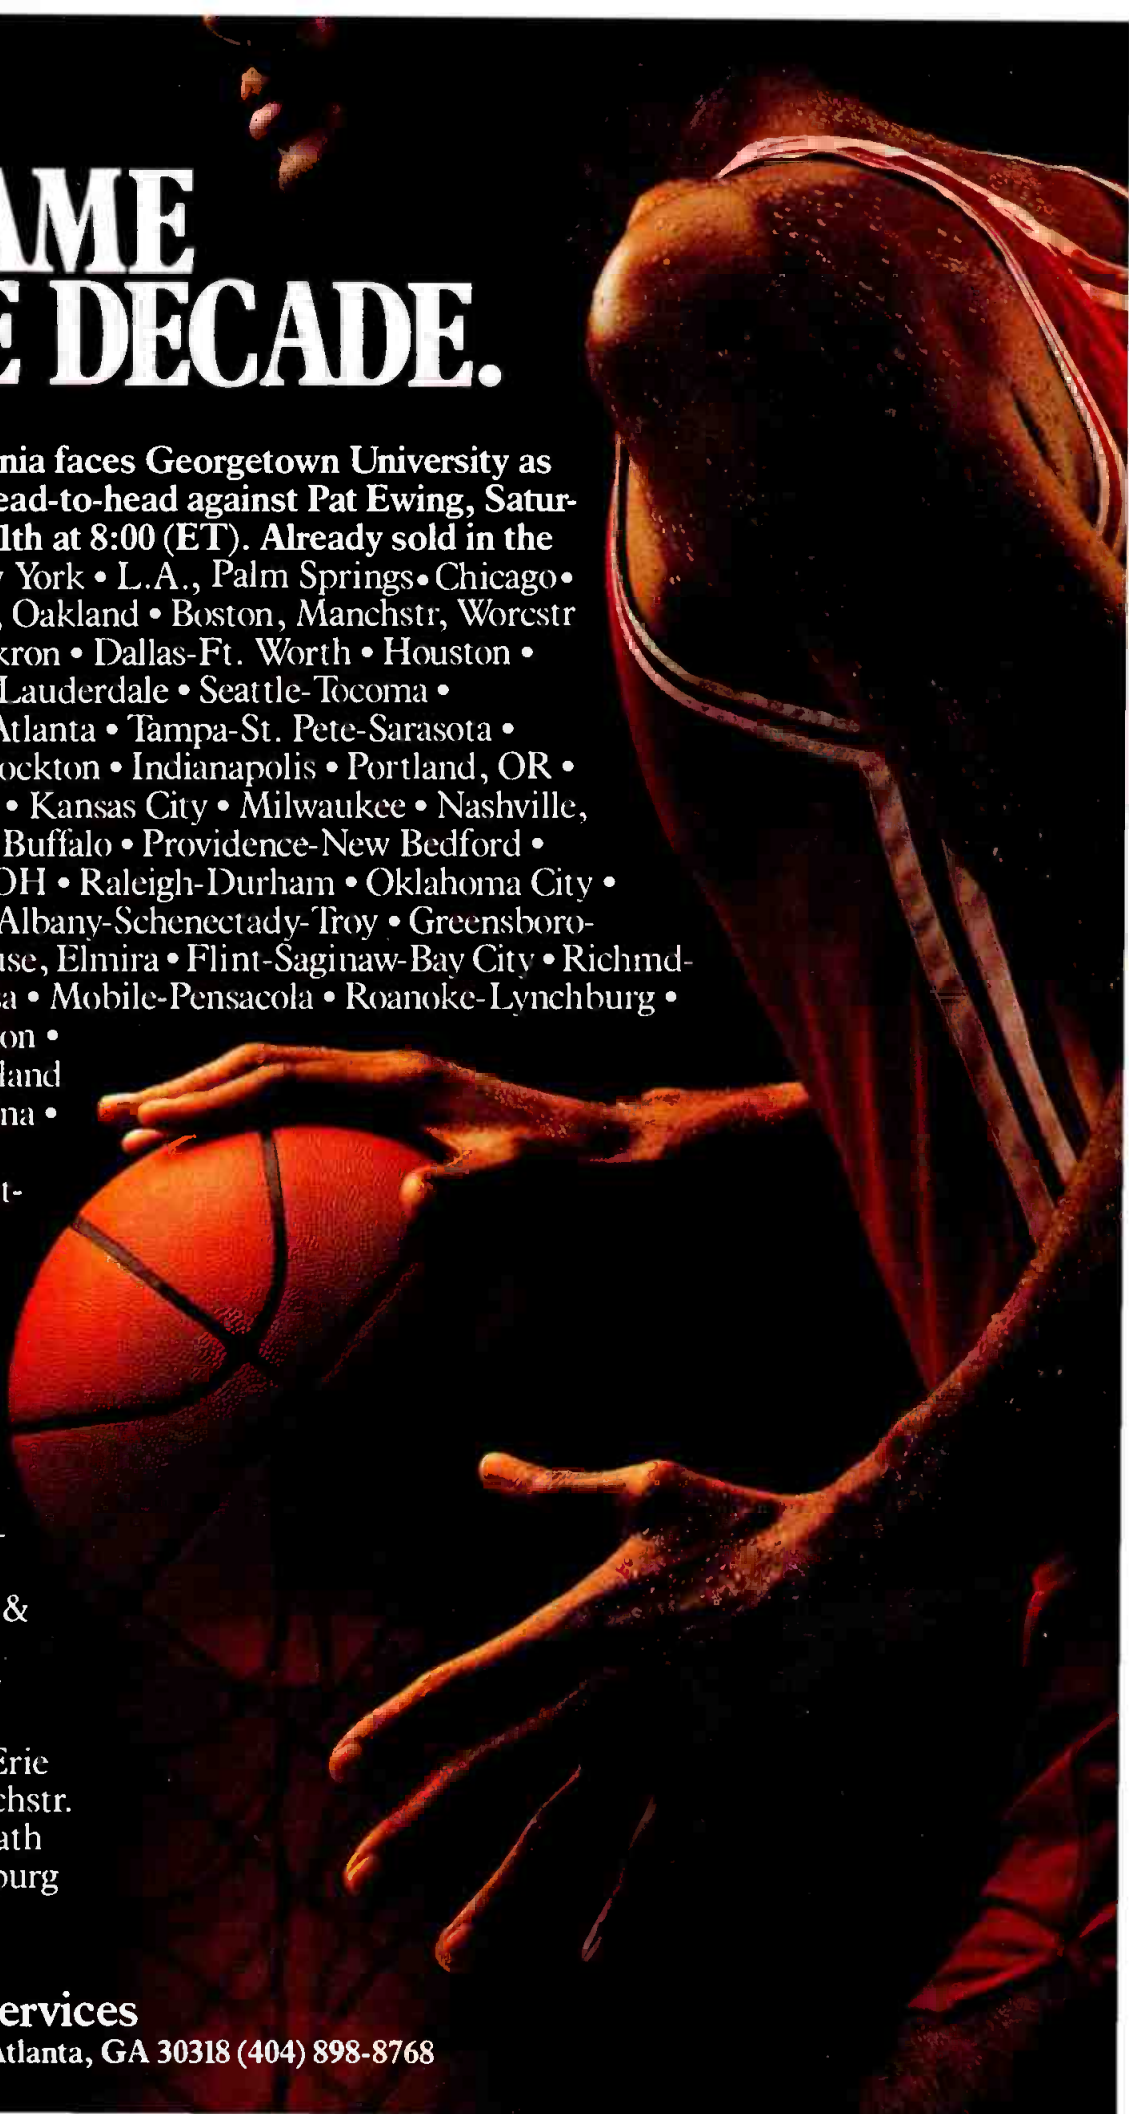 AME
E DECADE.
nia faces Georgetown University as
ead-to-head against Pat Ewing, Satur-
1th at 8:00 (ET). Already sold in the
York • L.A., Palm Springs • Chicago •
, Oakland • Boston, Manchstr, Worcstr
kron • Dallas-Ft. Worth • Houston •
Lauderdale • Seattle-Tocoma •
Atlanta • Tampa-St. Pete-Sarasota •
ockton • Indianapolis • Portland, OR •
• Kansas City • Milwaukee • Nashville,
Buffalo • Providence-New Bedford •
OH • Raleigh-Durham • Oklahoma City •
Albany-Schenectady-Troy • Greensboro-
use, Elmira • Flint-Saginaw-Bay City • Richmd-
sa • Mobile-Pensacola • Roanoke-Lynchburg •
on •
land
na •
t-
-
&
Erie
chstr.
ath
burg
ervices
Atlanta, GA 30318 (404) 898-8768